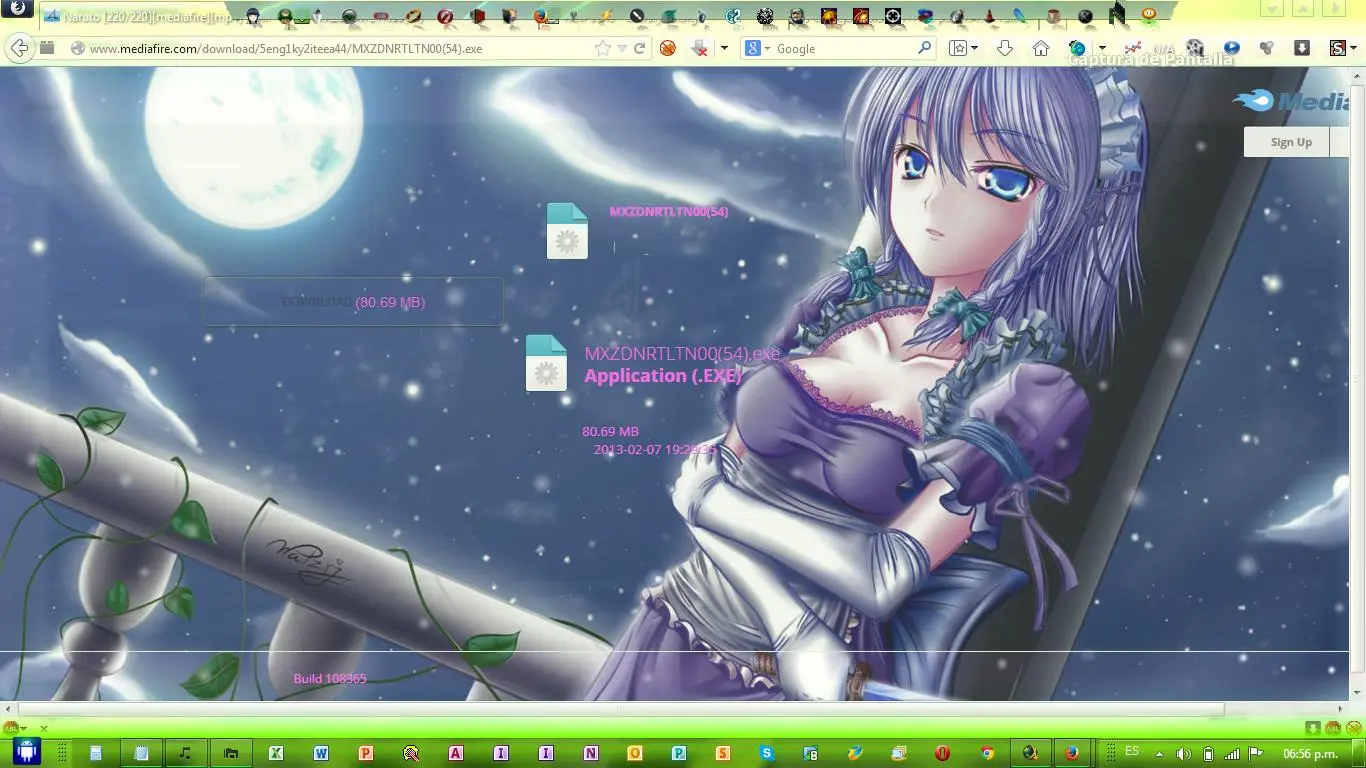 Naruto [220/220][mediafire][mp
www.mediafire.com/download/5eng1ky2iteea44/MXZDNRTLTN00(54).exe
Google
N/A
Captura de Pantalla
Media
Sign Up
MXZDNRTLTN00(54)
DOWNLOAD (80.69 MB)
MXZDNRTLTN00(54).exe
Application (.EXE)
80.69 MB
2013-02-07 19:29:35
Build 108365
ABL
ES
06:56 p.m.